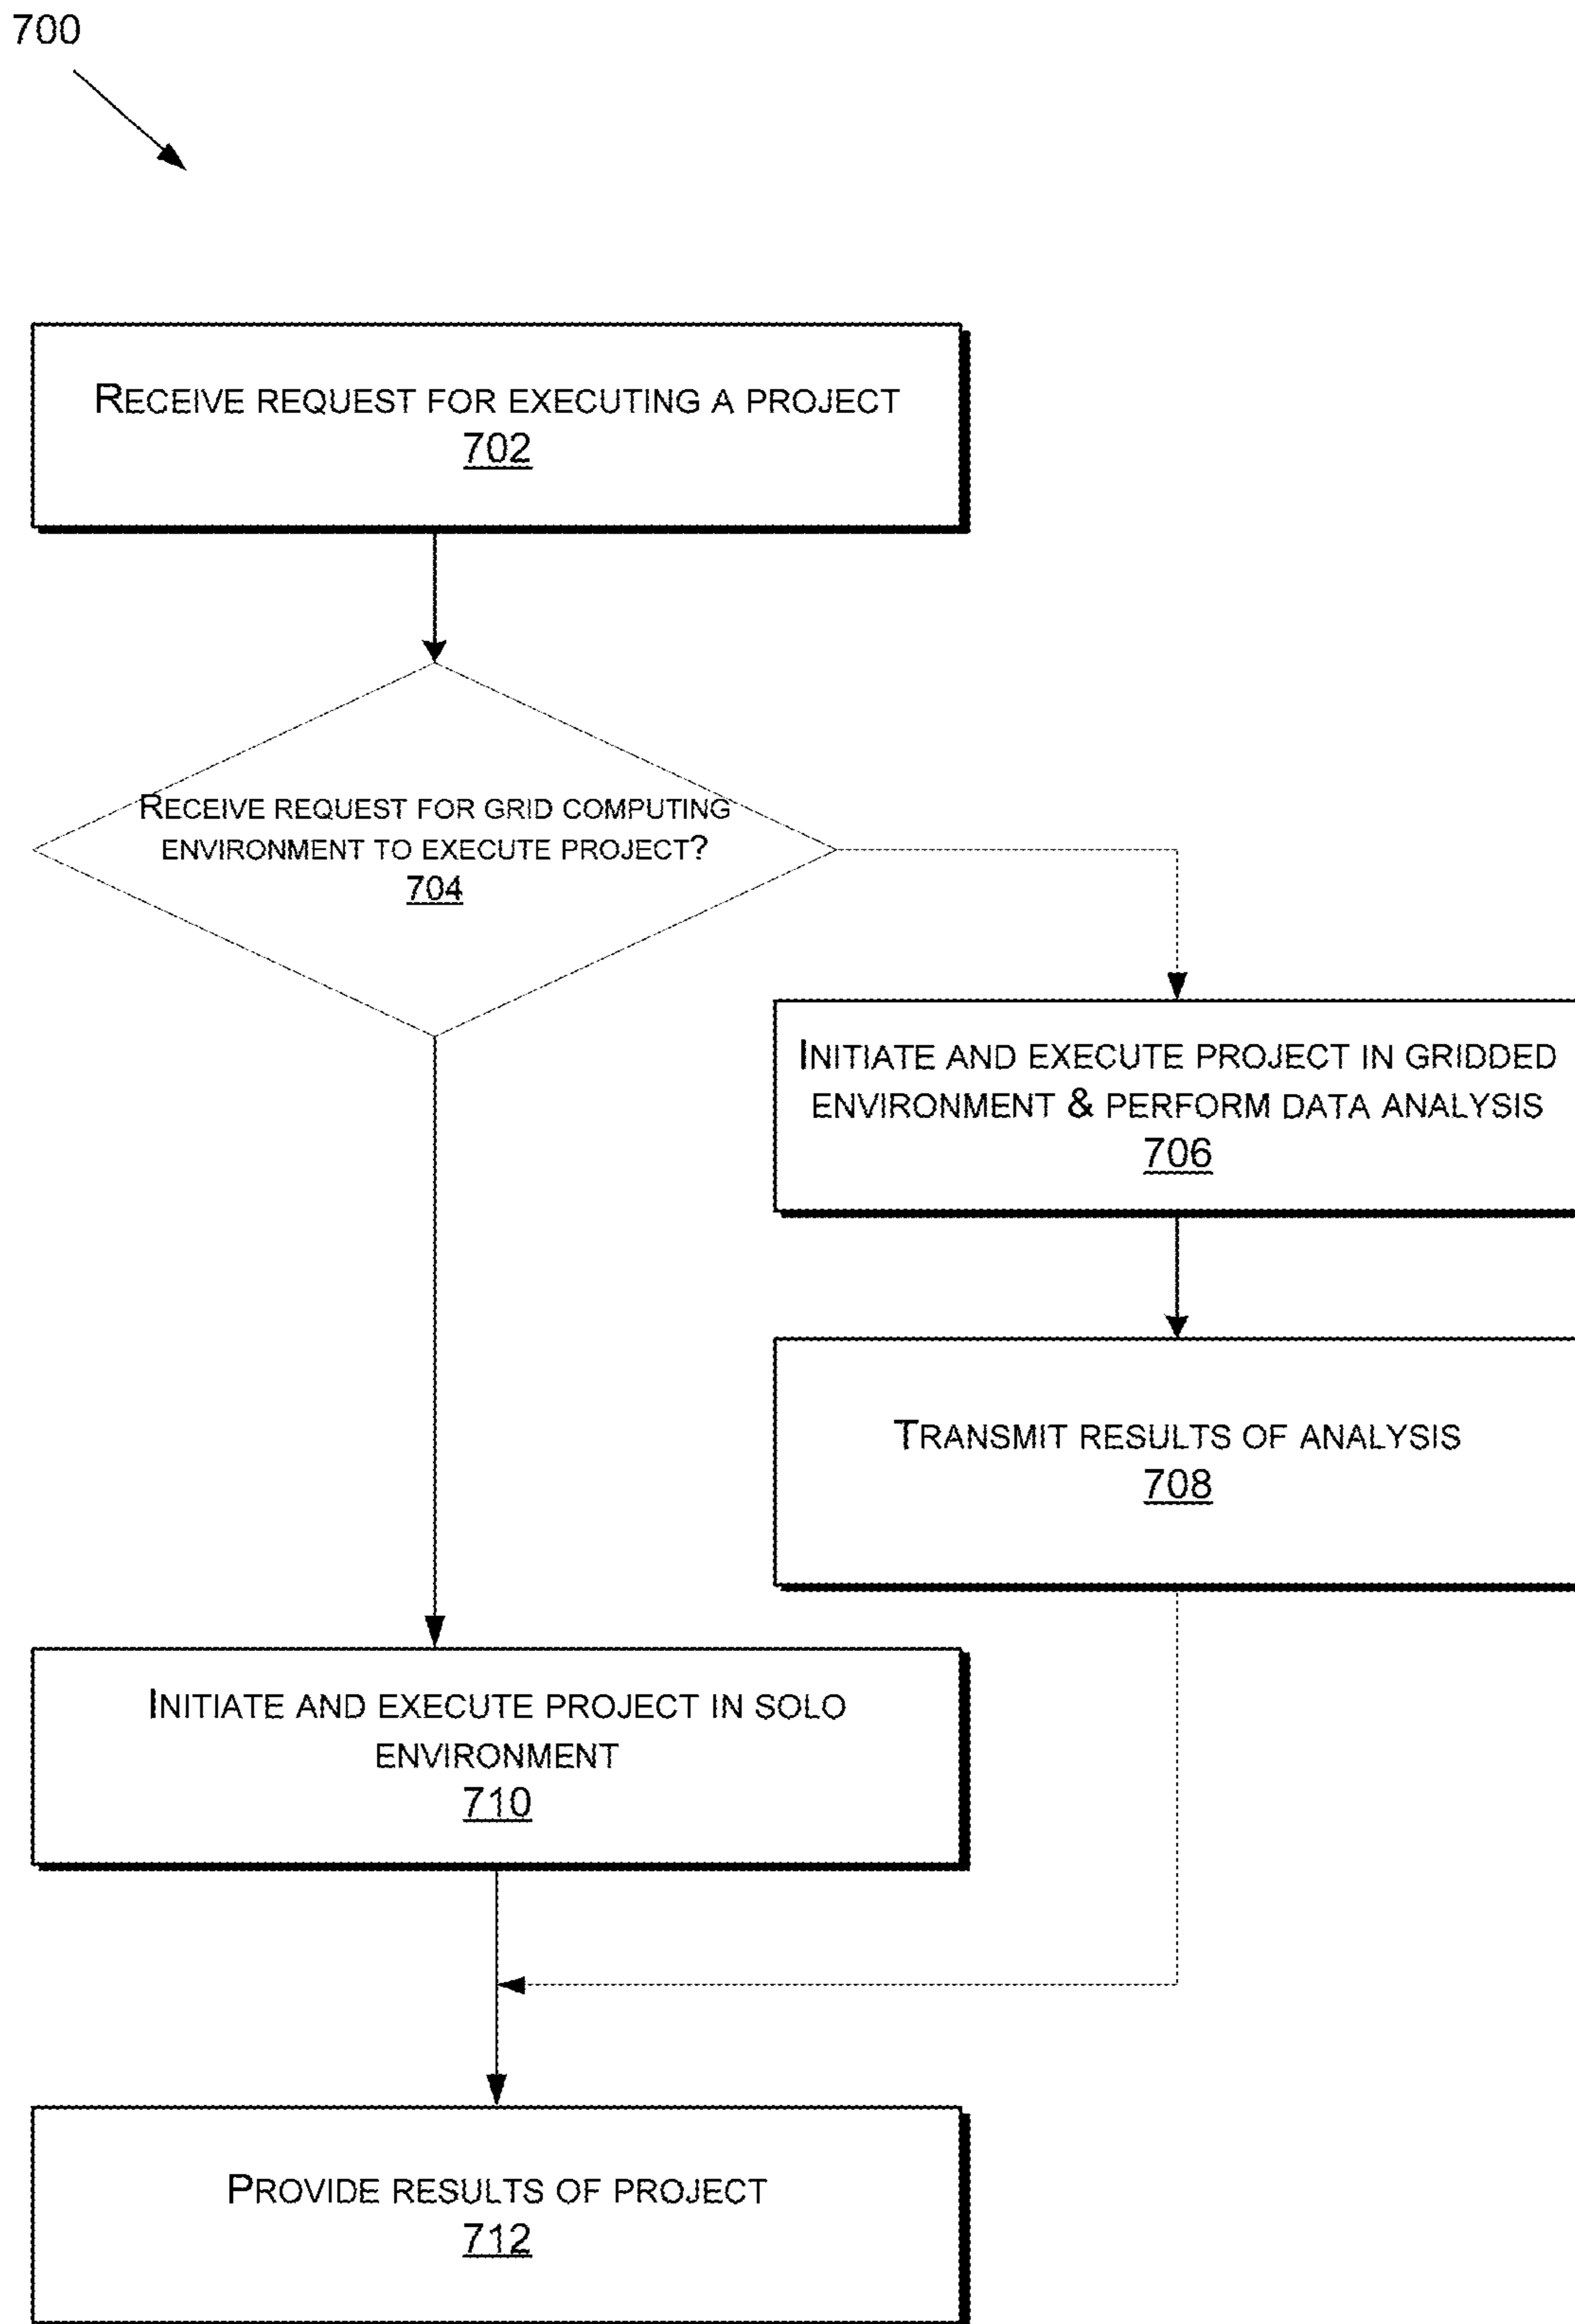 700
RECEIVE REQUEST FOR EXECUTING A PROJECT
702
RECEIVE REQUEST FOR GRID COMPUTING
ENVIRONMENT TO EXECUTE PROJECT?
704
INITIATE AND EXECUTE PROJECT IN GRIDDED
ENVIRONMENT & PERFORM DATA ANALYSIS
706
TRANSMIT RESULTS OF ANALYSIS
708
INITIATE AND EXECUTE PROJECT IN SOLO
ENVIRONMENT
710
PROVIDE RESULTS OF PROJECT
712